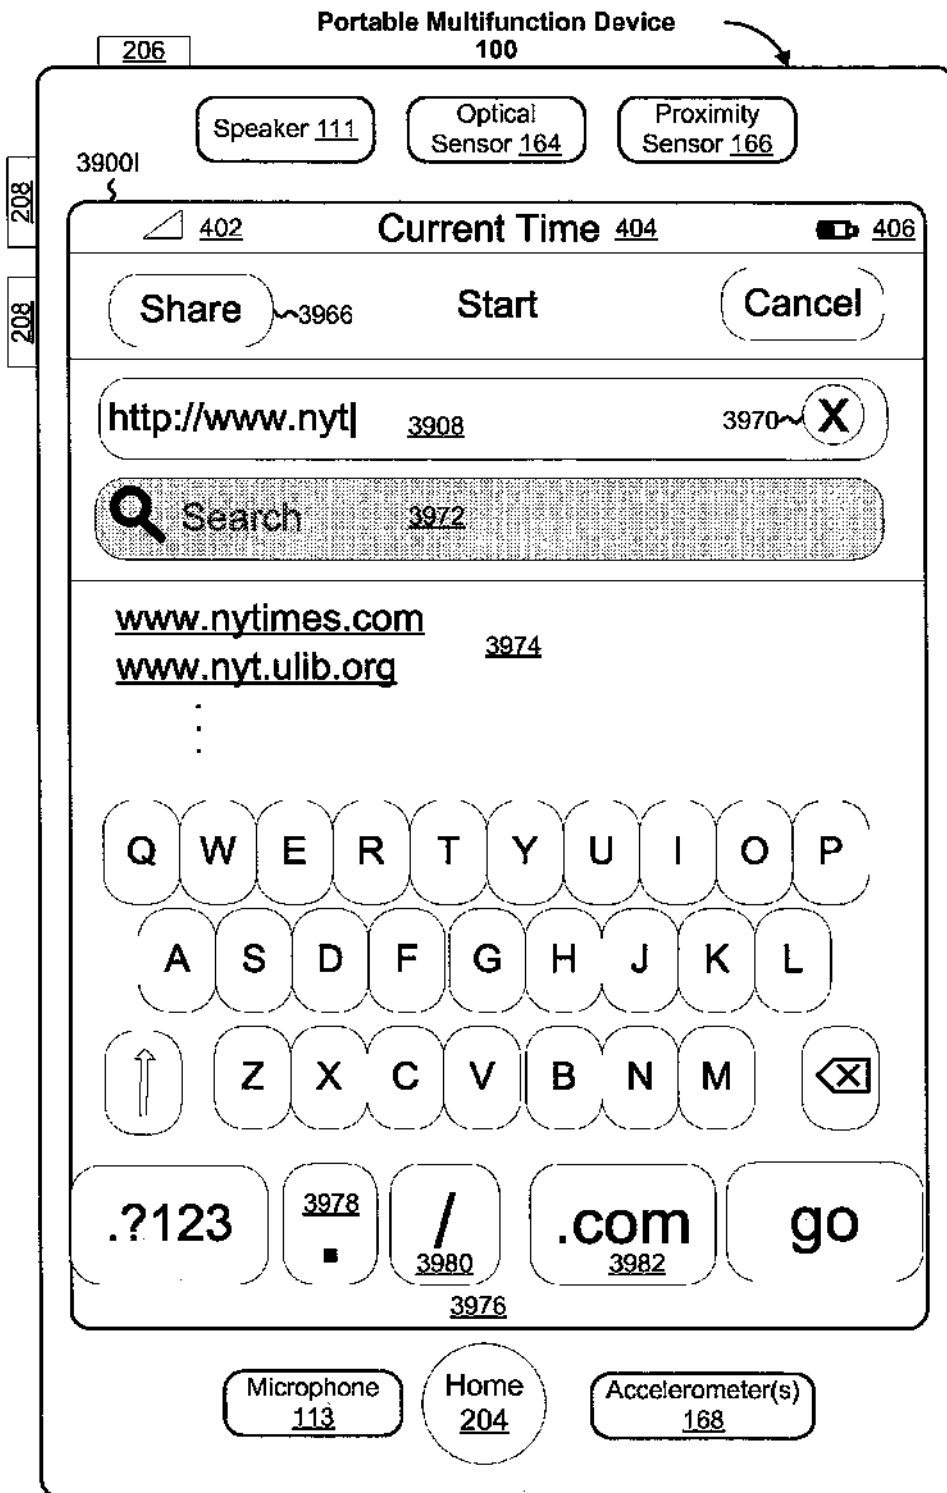 Portable Multifunction Device
100
206
Speaker 111
Optical
Sensor 164
Proximity
Sensor 166
3900I
208
402
Current Time 404
406
208
Share
3966
Start
Cancel
http://www.nyt
3908
3970
X
Search
3972
www.nytimes.com
3974
www.nyt.ulib.org
Q W E R T Y U I O P
A S D F G H J K L
Z X C V B N M
.?123
3978
.
/
3980
.com
3982
go
3976
Microphone
113
Home
204
Accelerometer(s)
168